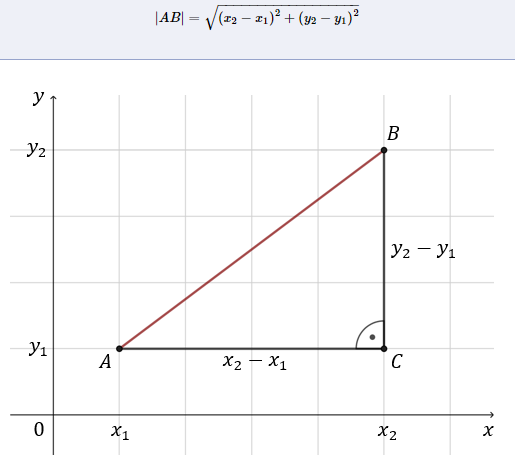 |AB| = √(x₂ − x₁)² + (y₂ − y₁)²
y
y₂
B
y₂ − y₁
y₁
A
x₂ − x₁
C
0
x₁
x₂
x